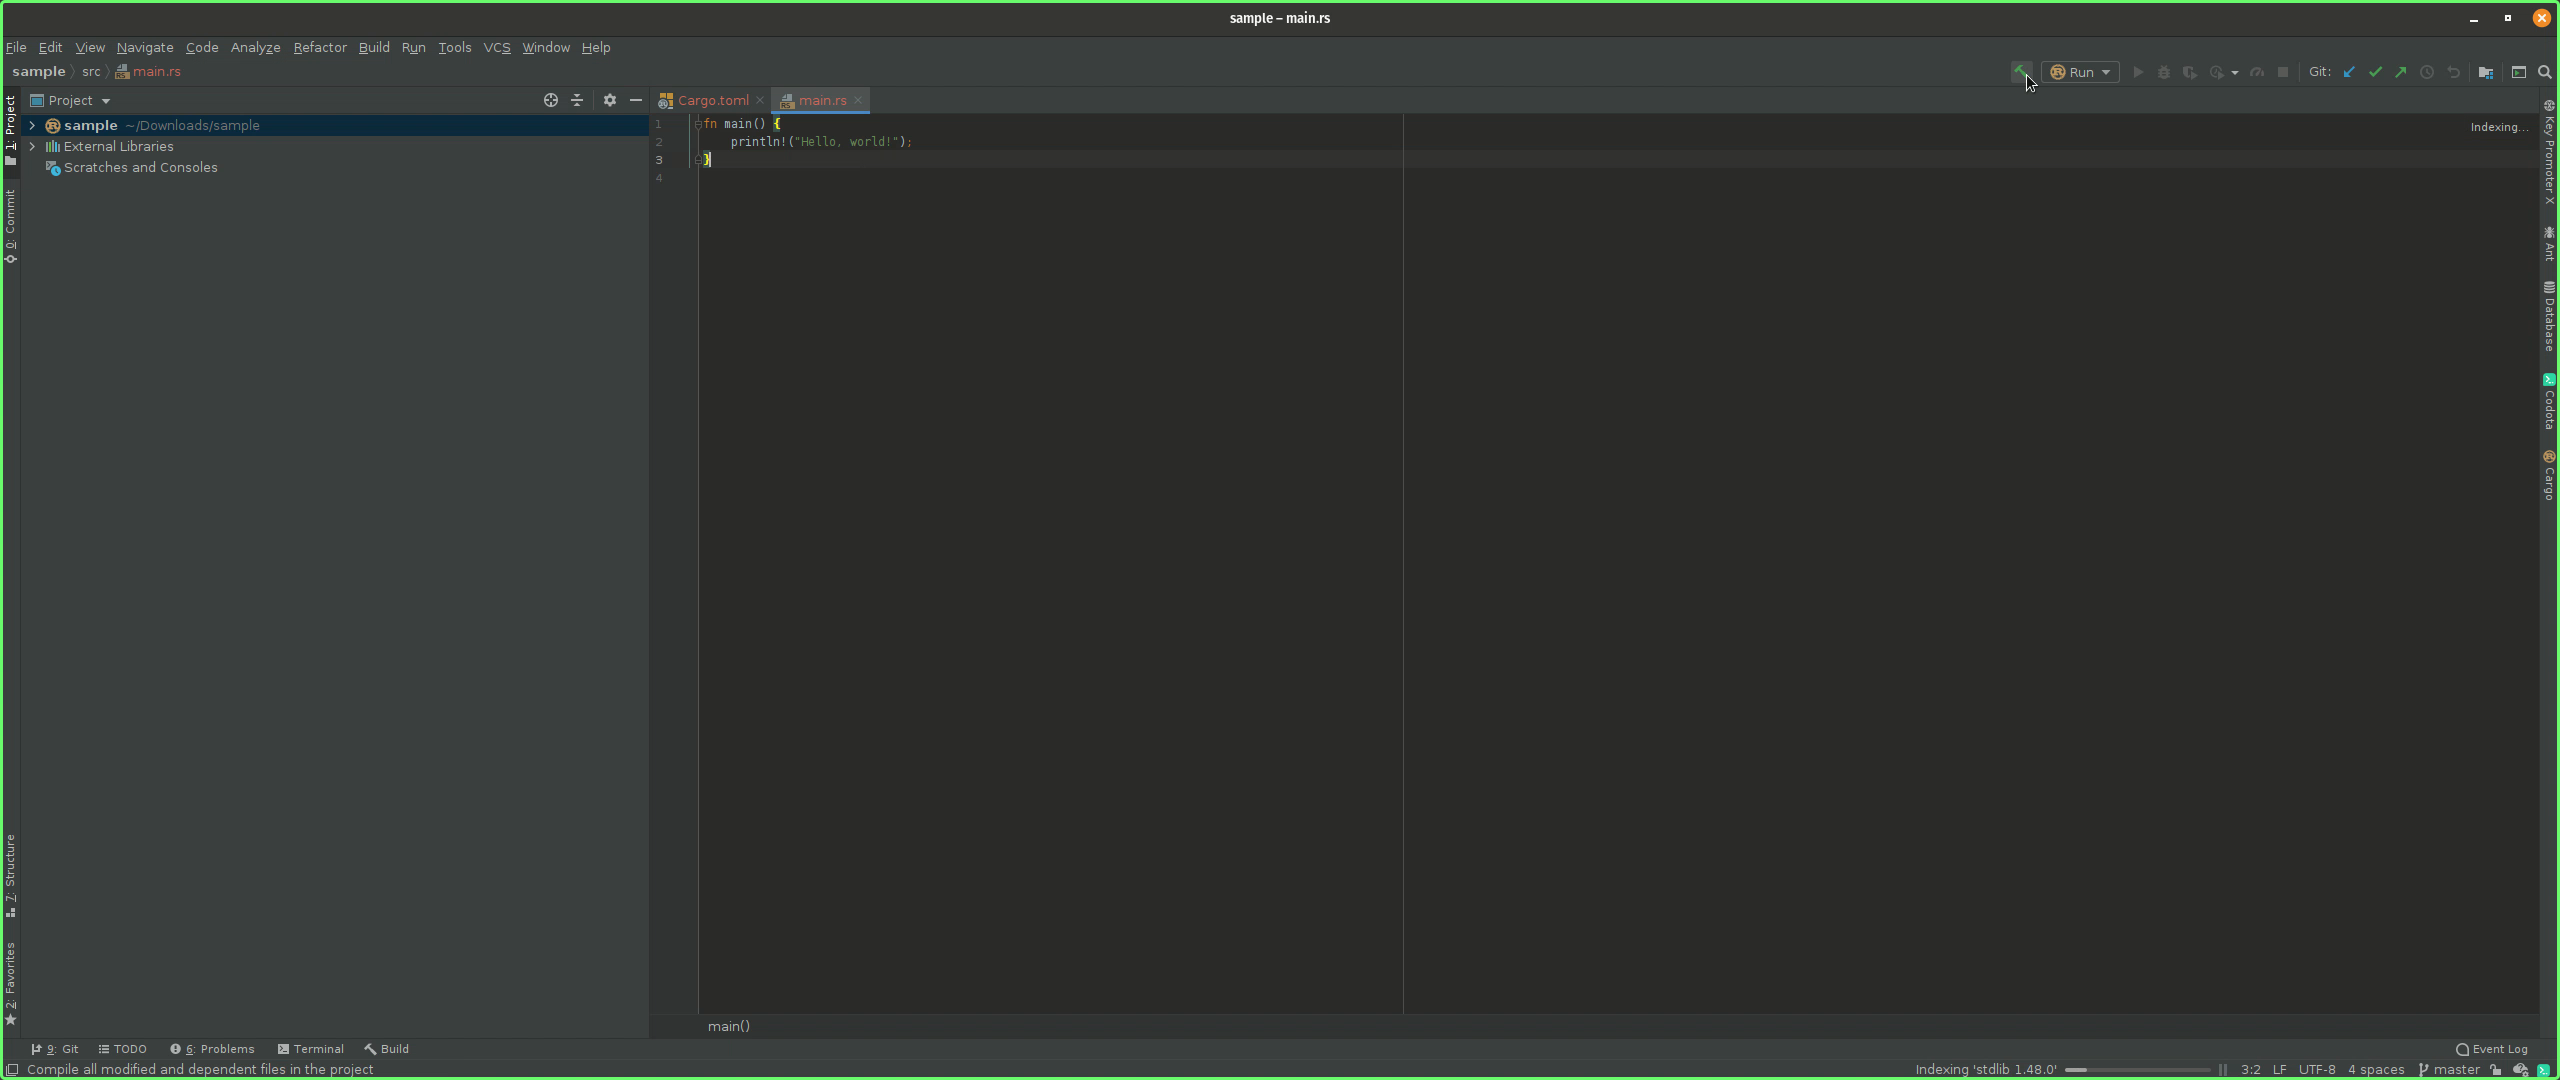 sample – main.rs
File Edit View Navigate Code Analyze Refactor Build Run Tools VCS Window Help
sample src main.rs Run Git:
Project
Cargo.toml main.rs
sample ~/Downloads/sample
External Libraries
Scratches and Consoles
1 fn main() {
2 println!("Hello, world!");
3 }
4
Indexing...
1: Project
0: Commit
7: Structure
2: Favorites
Key Promoter X
Ant
Database
Codota
Cargo
main()
9: Git TODO 6: Problems Terminal Build Event Log
Compile all modified and dependent files in the project Indexing 'stdlib 1.48.0' 3:2 LF UTF-8 4 spaces master